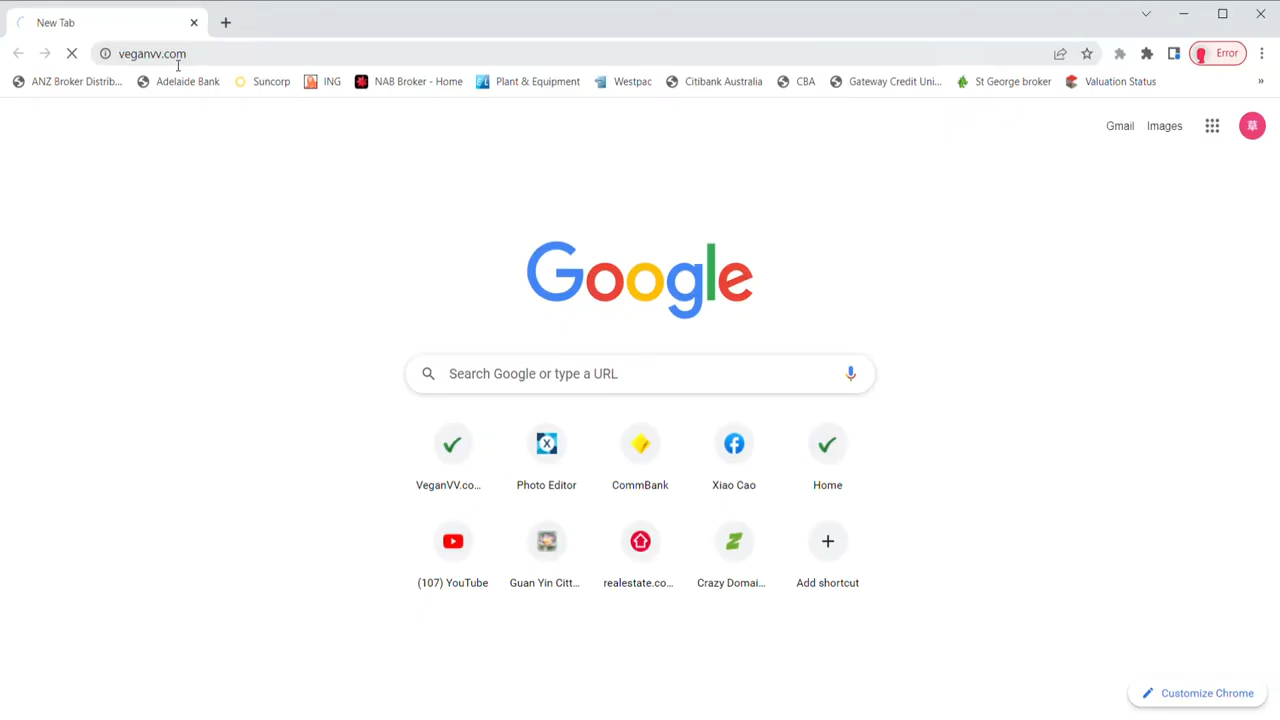 New Tab
veganvv.com
Error
ANZ Broker Distrib...
Adelaide Bank
Suncorp
ING
NAB Broker - Home
Plant & Equipment
Westpac
Citibank Australia
CBA
Gateway Credit Uni...
St George broker
Valuation Status
»
Gmail
Images
草
Google
Search Google or type a URL
VeganVV.co...
Photo Editor
CommBank
Xiao Cao
Home
(107) YouTube
Guan Yin Citt...
realestate.co...
Crazy Domai...
Add shortcut
Customize Chrome